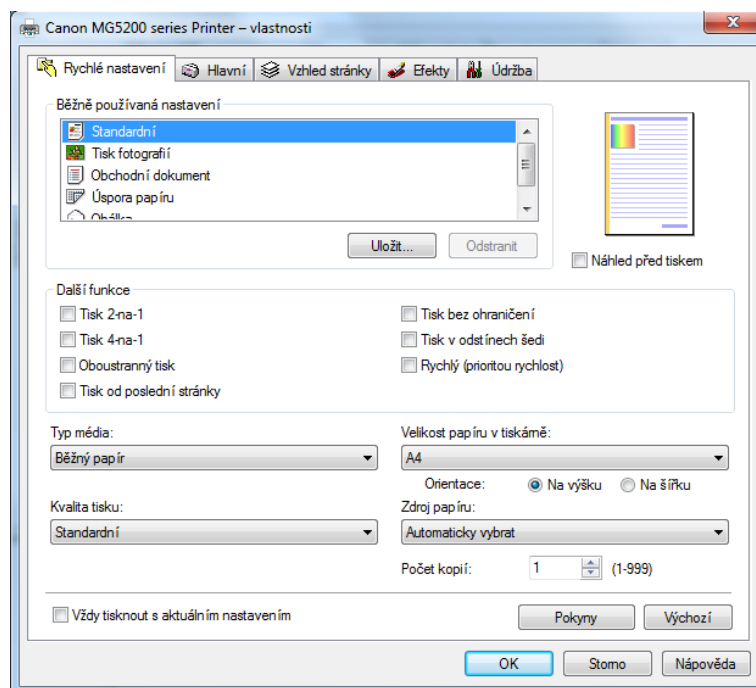 Canon MG5200 series Printer – vlastnosti
Rychlé nastavení Hlavní Vzhled stránky Efekty Údržba
Běžně používaná nastavení
Standardní
Tisk fotografií
Obchodní dokument
Úspora papíru
Obálka
Uložit... Odstranit
Náhled před tiskem
Další funkce
Tisk 2-na-1 Tisk bez ohraničení
Tisk 4-na-1 Tisk v odstínech šedi
Oboustranný tisk Rychlý (prioritou rychlost)
Tisk od poslední stránky
Typ média: Velikost papíru v tiskárně:
Běžný papír A4
Orientace: Na výšku Na šířku
Kvalita tisku: Zdroj papíru:
Standardní Automaticky vybrat
Počet kopií: 1 (1-999)
Vždy tisknout s aktuálním nastavením Pokyny Výchozí
OK Storno Nápověda